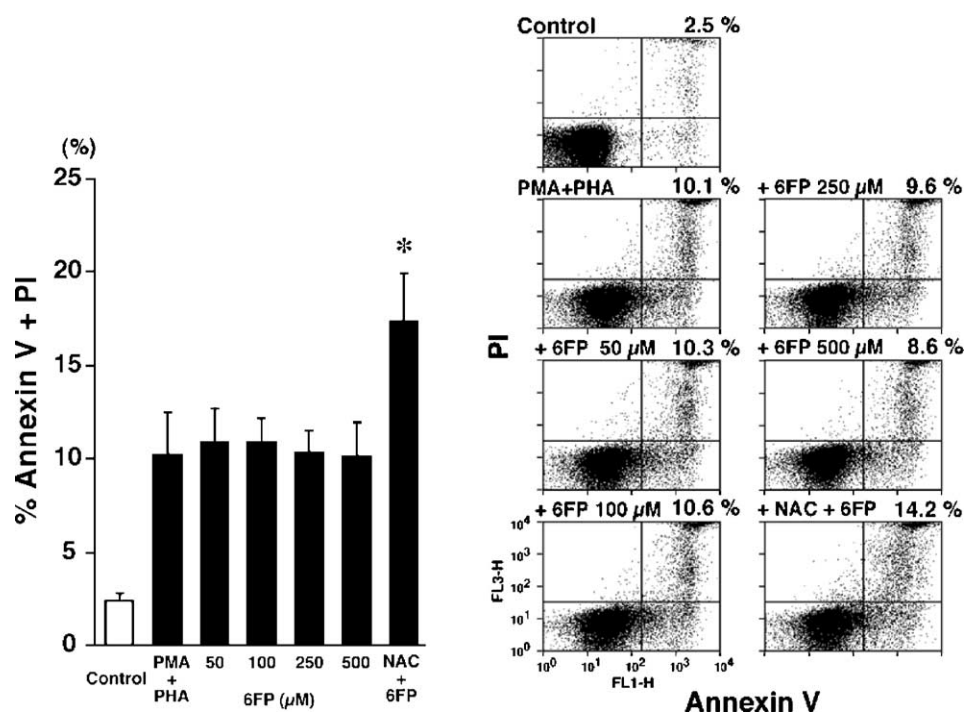 (%)
25
20
15
10
5
0
% Annexin V + PI
*
Control
PMA
+
PHA
50
100
250
500
6FP (µM)
NAC
+
6FP
Control 2.5 %
PMA+PHA 10.1 %
+ 6FP 250 µM 9.6 %
+ 6FP 50 µM 10.3 %
+ 6FP 500 µM 8.6 %
+ 6FP 100 µM 10.6 %
+ NAC + 6FP 14.2 %
PI
10⁴
10³
10²
10¹
10⁰
FL3-H
10⁰ 10¹ 10² 10³ 10⁴
FL1-H
Annexin V